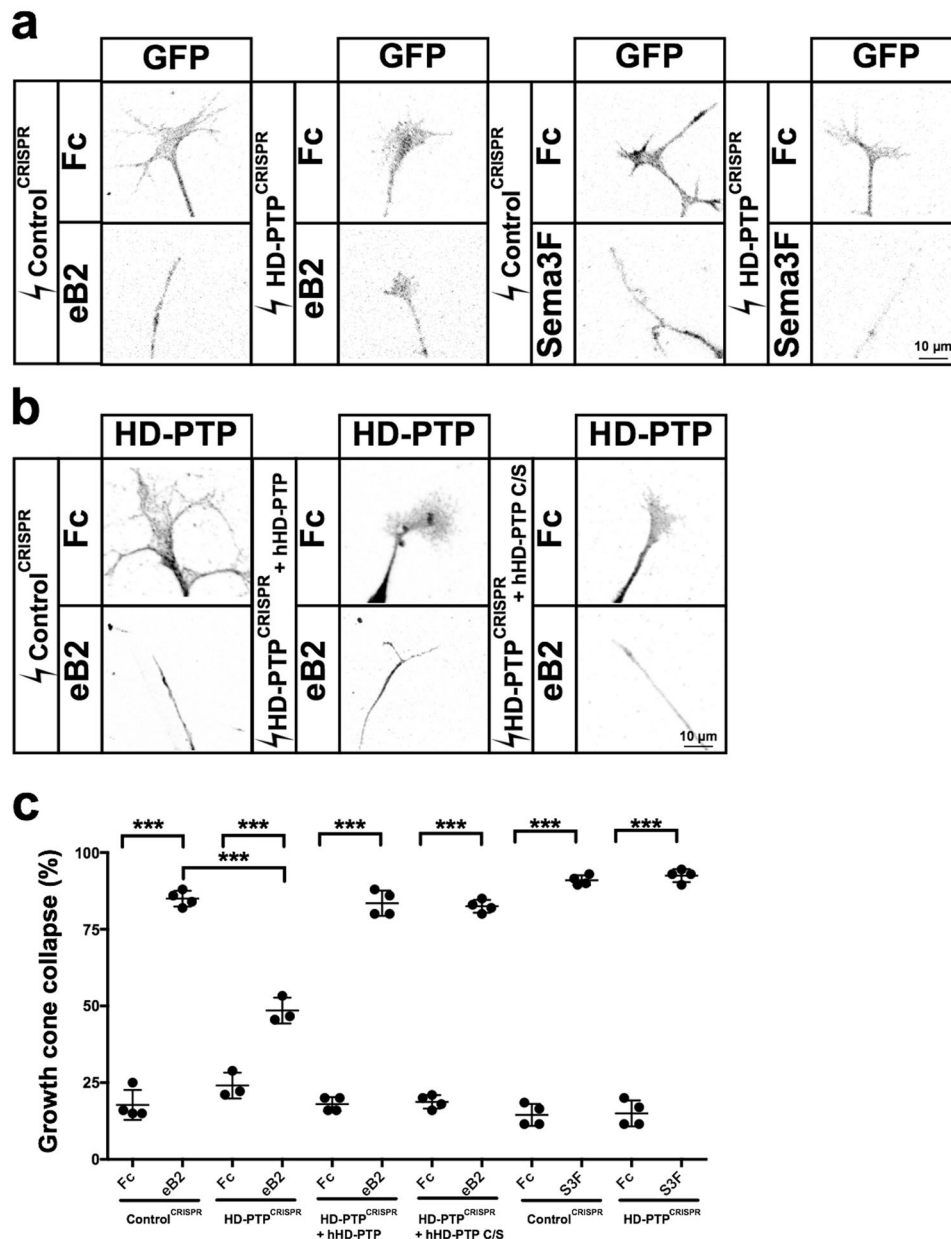 a
GFP GFP GFP GFP
Control^CRISPR Fc HD-PTP^CRISPR Fc Control^CRISPR Fc HD-PTP^CRISPR Fc
eB2 eB2 Sema3F Sema3F
10 µm
b
HD-PTP HD-PTP HD-PTP
Control^CRISPR HD-PTP^CRISPR + hHD-PTP Fc HD-PTP^CRISPR + hHD-PTP C/S Fc
eB2 eB2 eB2
10 µm
c
*** *** *** *** *** ***
***
Growth cone collapse (%)
100
75
50
25
0
Fc eB2 Fc eB2 Fc eB2 Fc eB2 Fc S3F Fc S3F
Control^CRISPR HD-PTP^CRISPR HD-PTP^CRISPR HD-PTP^CRISPR Control^CRISPR HD-PTP^CRISPR
+ hHD-PTP + hHD-PTP C/S